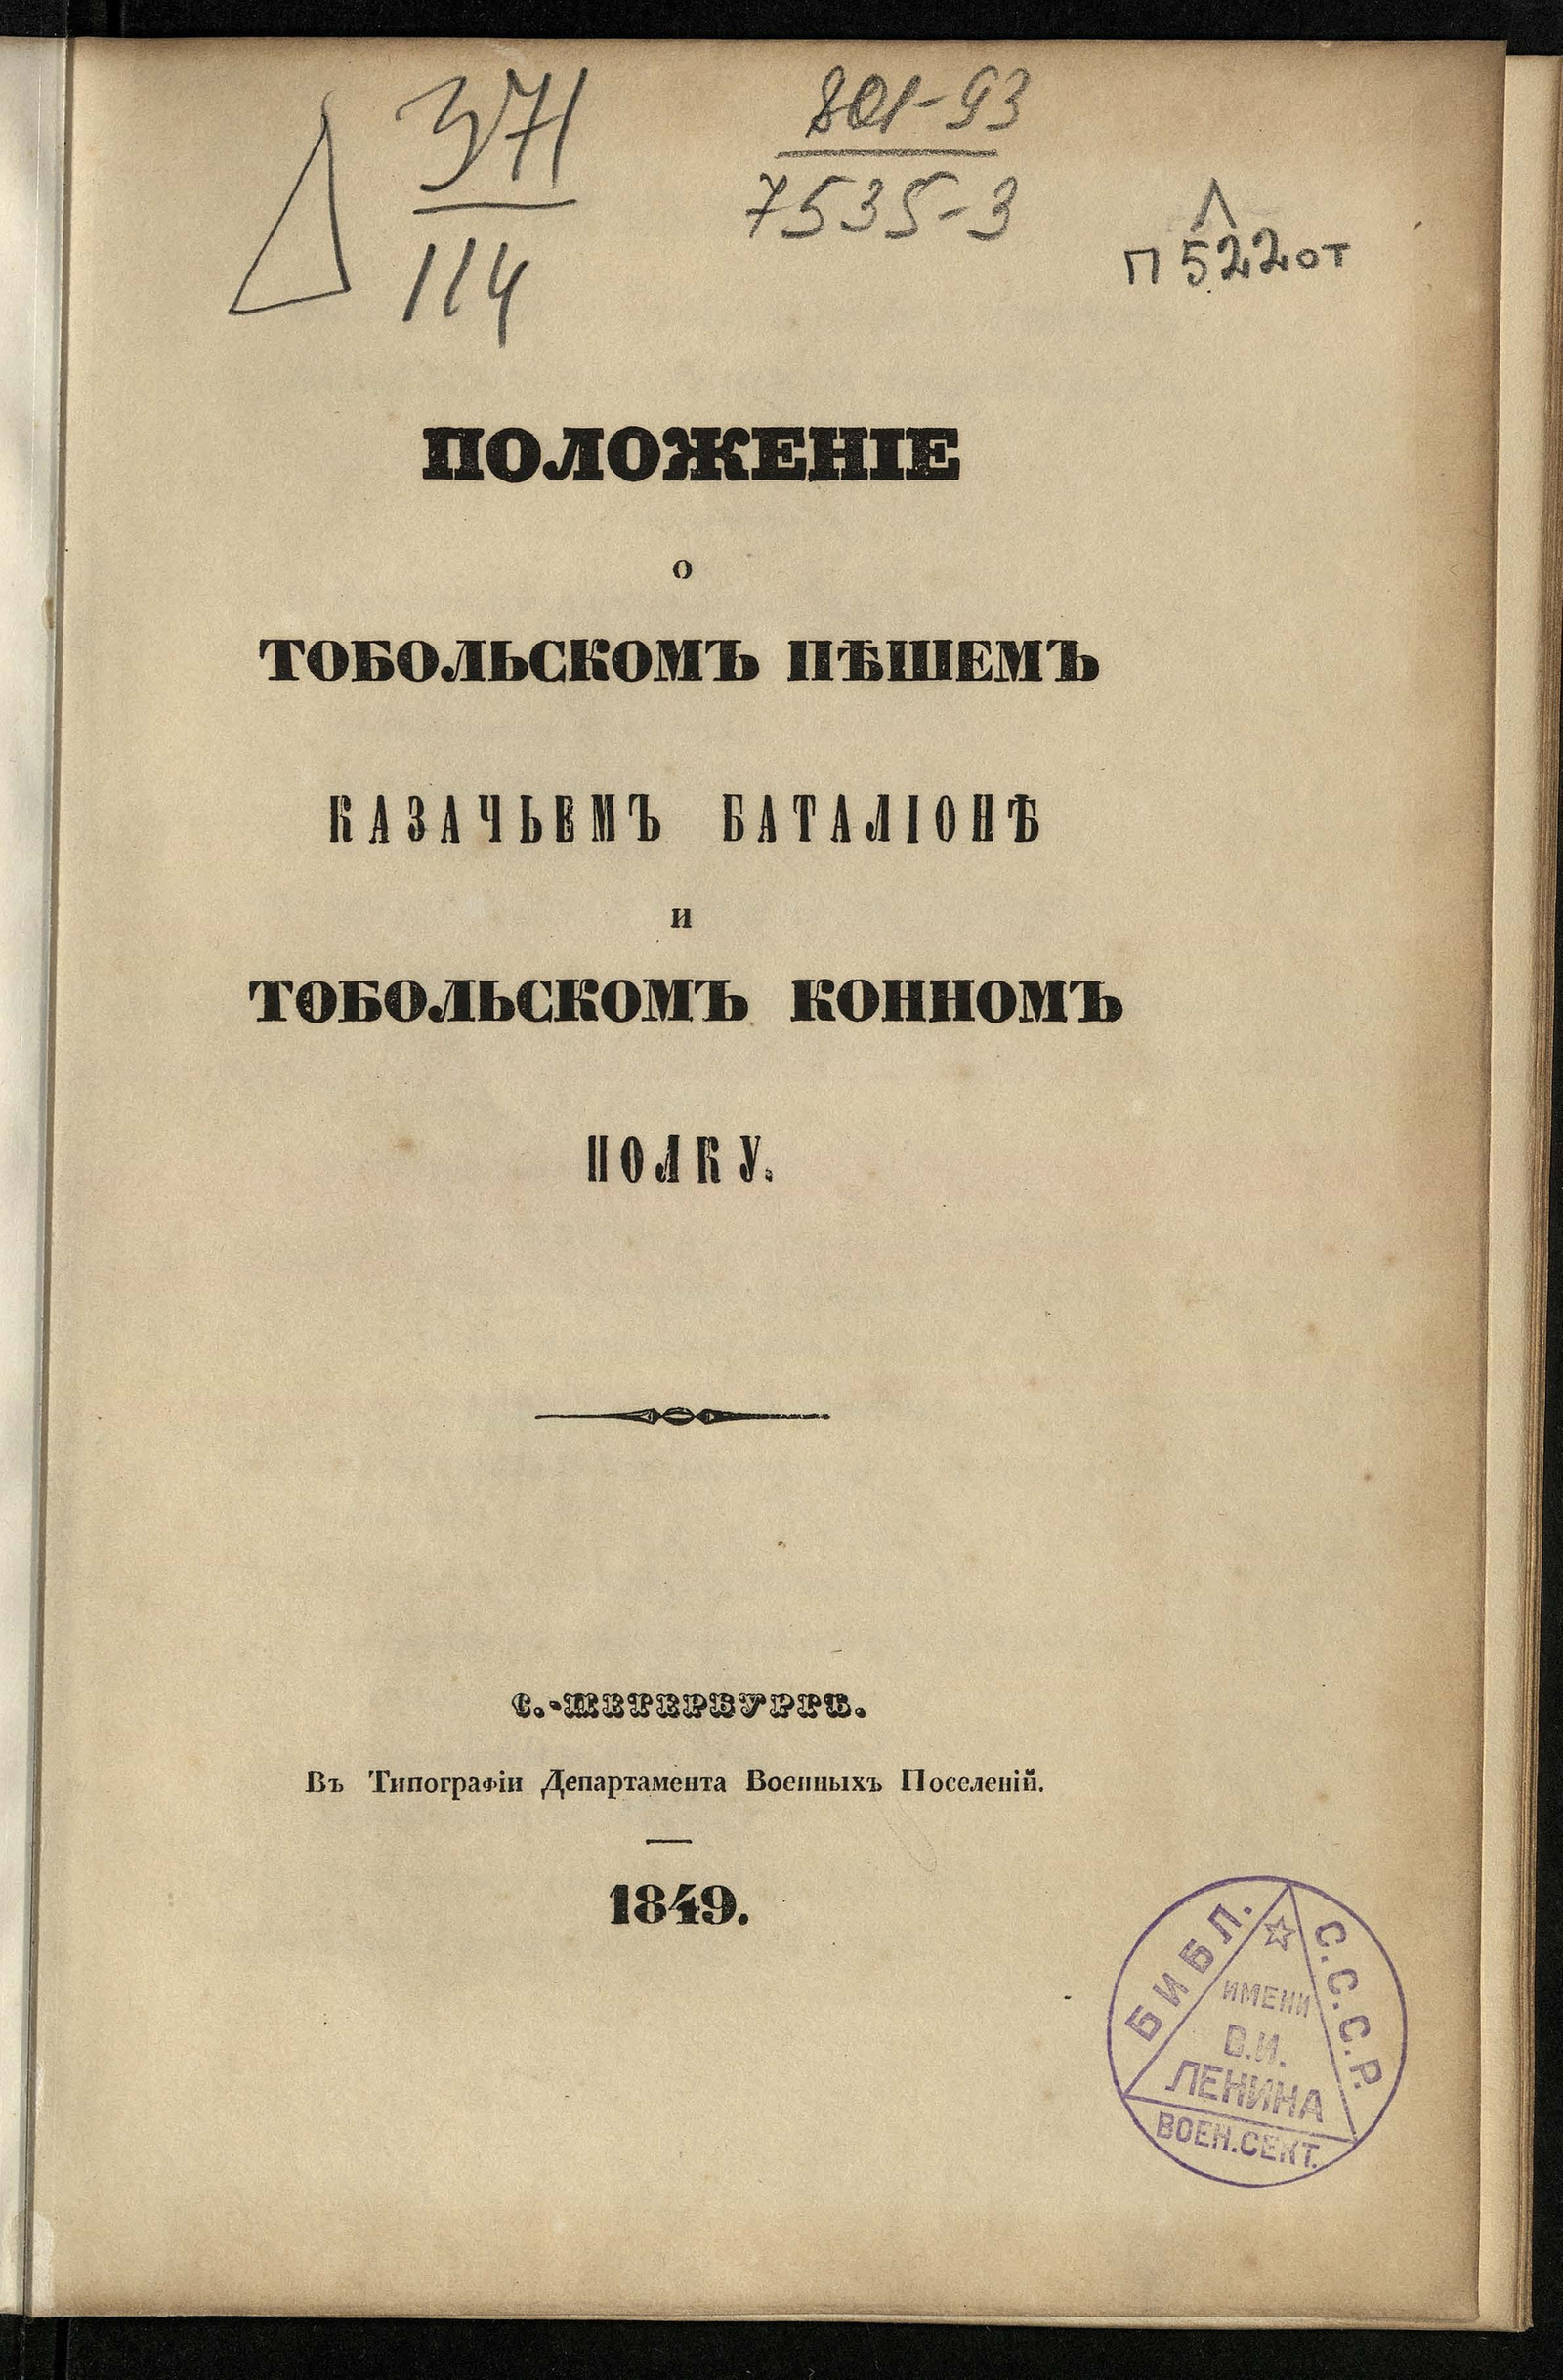 371
114
801-93
7535-3
Л
П 522 от
ПОЛОЖЕНІЕ
о
ТОБОЛЬСКОМЪ ПѢШЕМЪ
КАЗАЧЬЕМЪ БАТАЛІОНѢ
и
ТОБОЛЬСКОМЪ КОННОМЪ
ПОЛКУ.
С.-ПЕТЕРБУРГЪ.
Въ Типографіи Департамента Военныхъ Поселеній.
1849.
БИБЛ.
С.С.С.Р.
ИМЕНИ
В.И.
ЛЕНИНА
ВОЕН.СЕКТ.